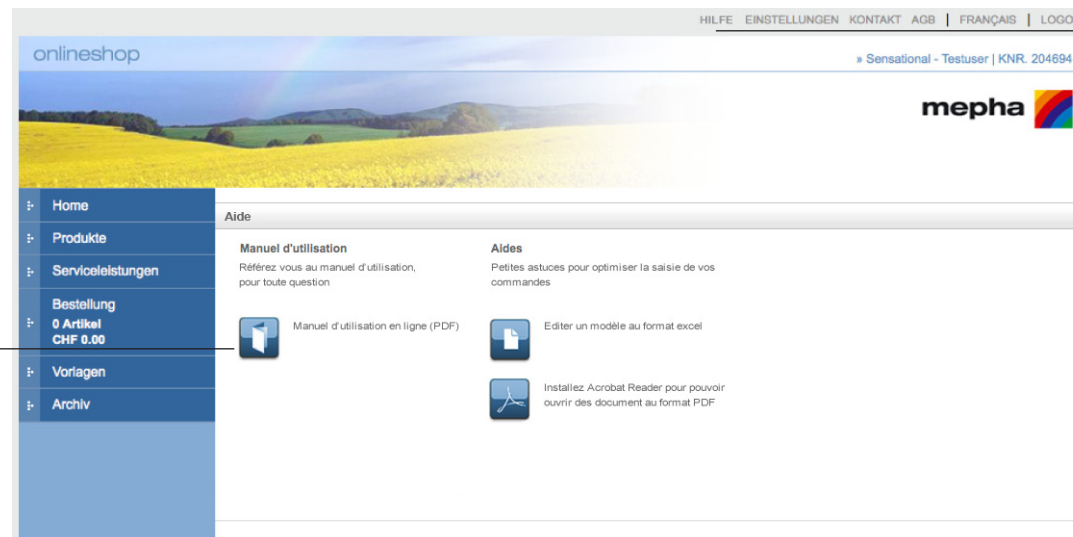 HILFE EINSTELLUNGEN KONTAKT AGB | FRANÇAIS | LOGO
onlineshop
» Sensational - Testuser | KNR. 204694
mepha
Home
Produkte
Serviceleistungen
Bestellung
0 Artikel
CHF 0.00
Vorlagen
Archiv
Aide
Manuel d'utilisation
Référez vous au manuel d'utilisation,
pour toute question
Manuel d'utilisation en ligne (PDF)
Aides
Petites astuces pour optimiser la saisie de vos
commandes
Editer un modèle au format excel
Installez Acrobat Reader pour pouvoir
ouvrir des document au format PDF